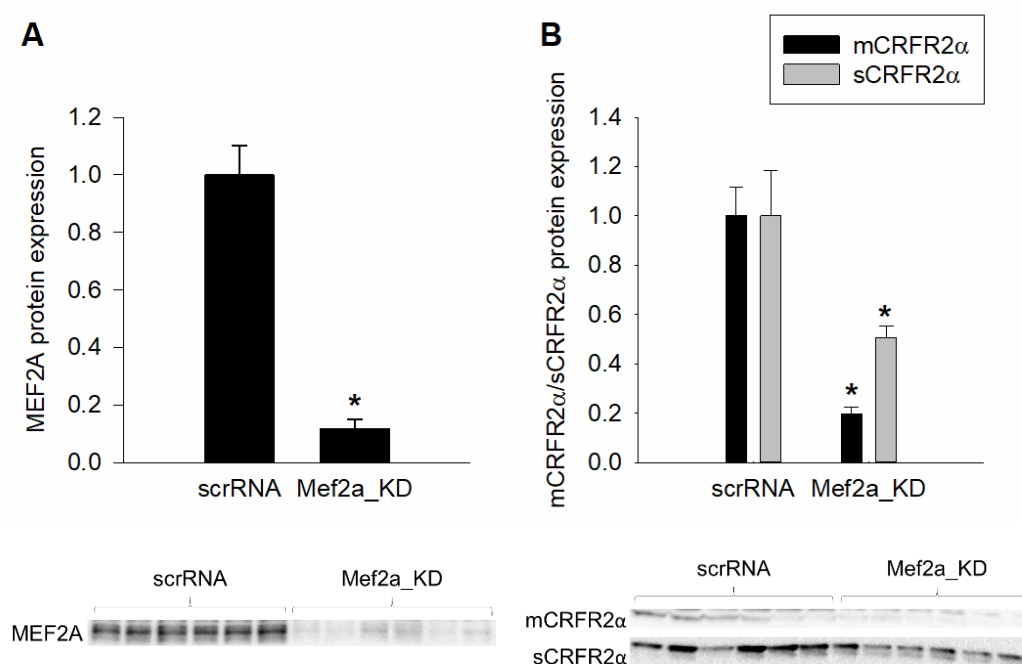 A
MEF2A protein expression
1.2
1.0
0.8
0.6
0.4
0.2
0.0
*
scrRNA Mef2a_KD
scrRNA
Mef2a_KD
MEF2A
B
mCRFR2α
sCRFR2α
mCRFR2α/sCRFR2α protein expression
1.4
1.2
1.0
0.8
0.6
0.4
0.2
0.0
*
*
scrRNA Mef2a_KD
scrRNA
Mef2a_KD
mCRFR2α
sCRFR2α